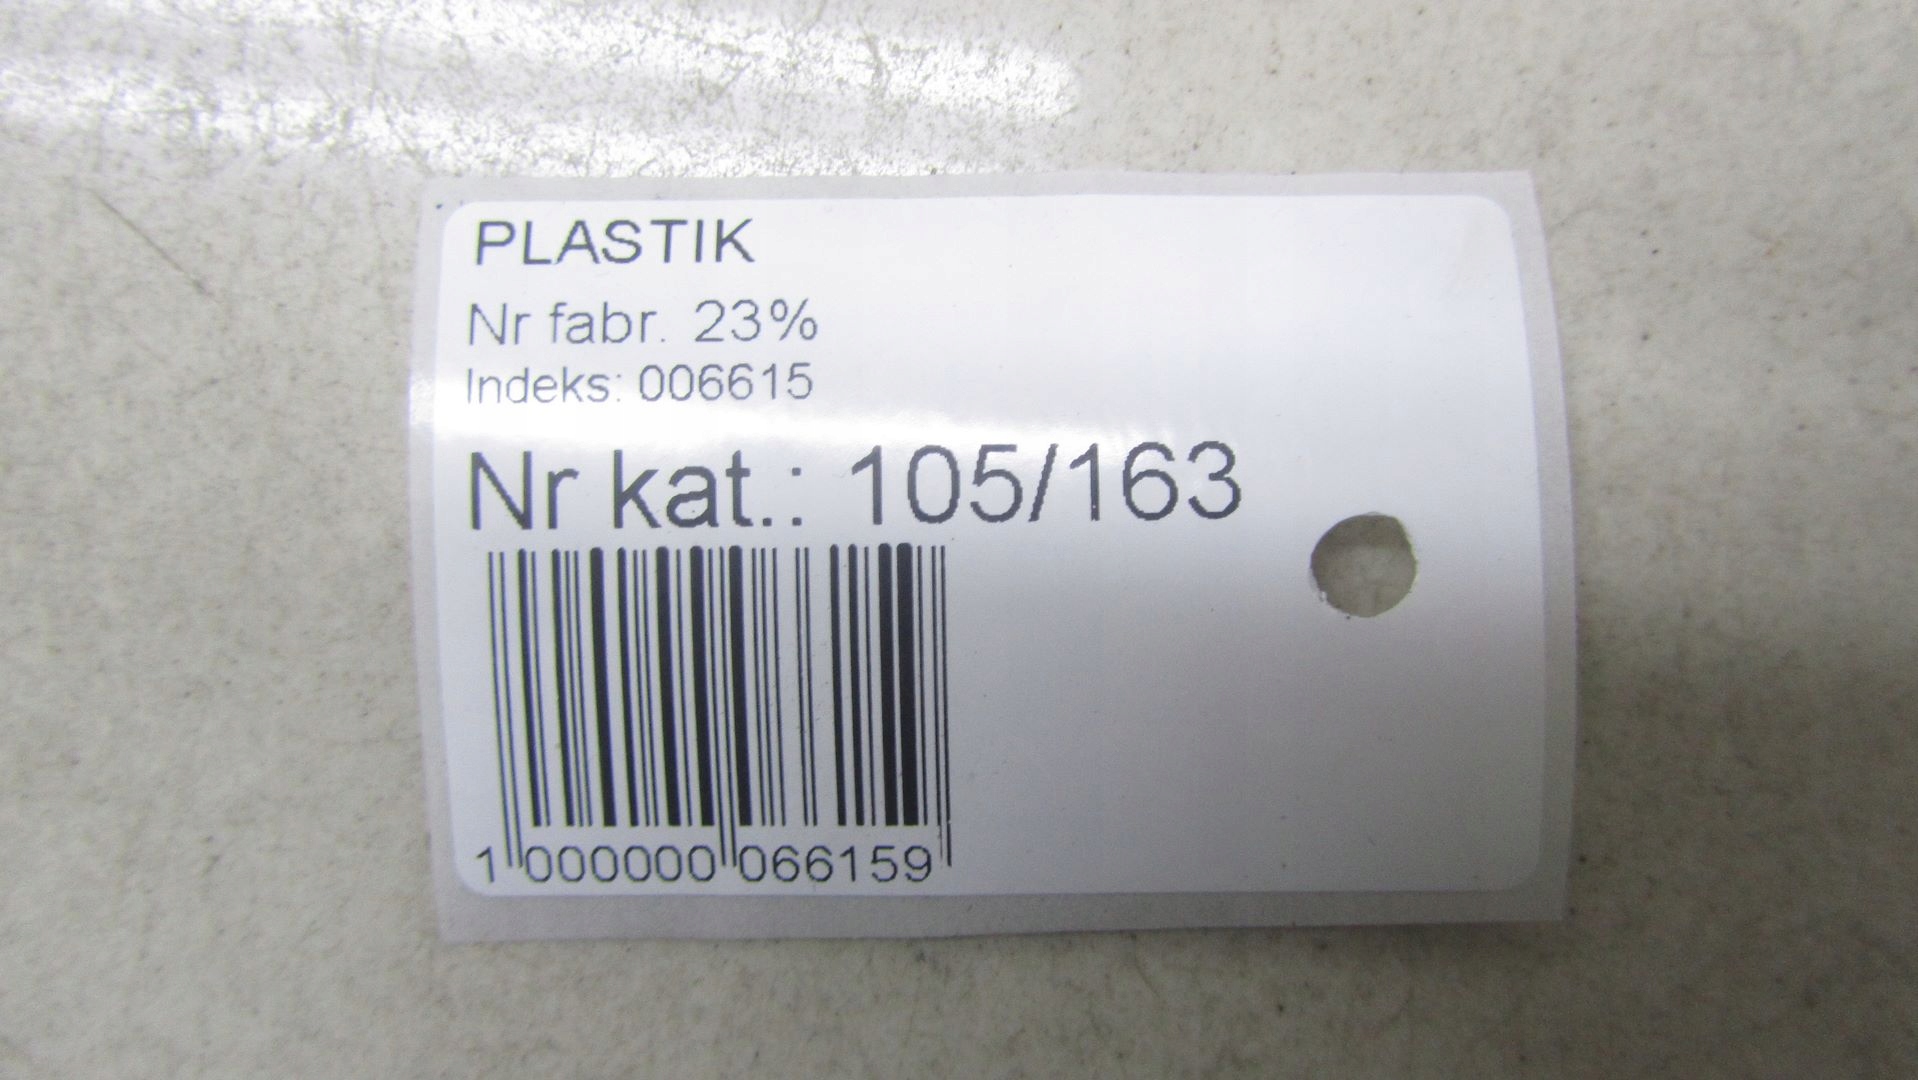 PLASTIK
Nr fabr. 23%
Indeks: 006615
Nr kat.: 105/163
1 000000 066159